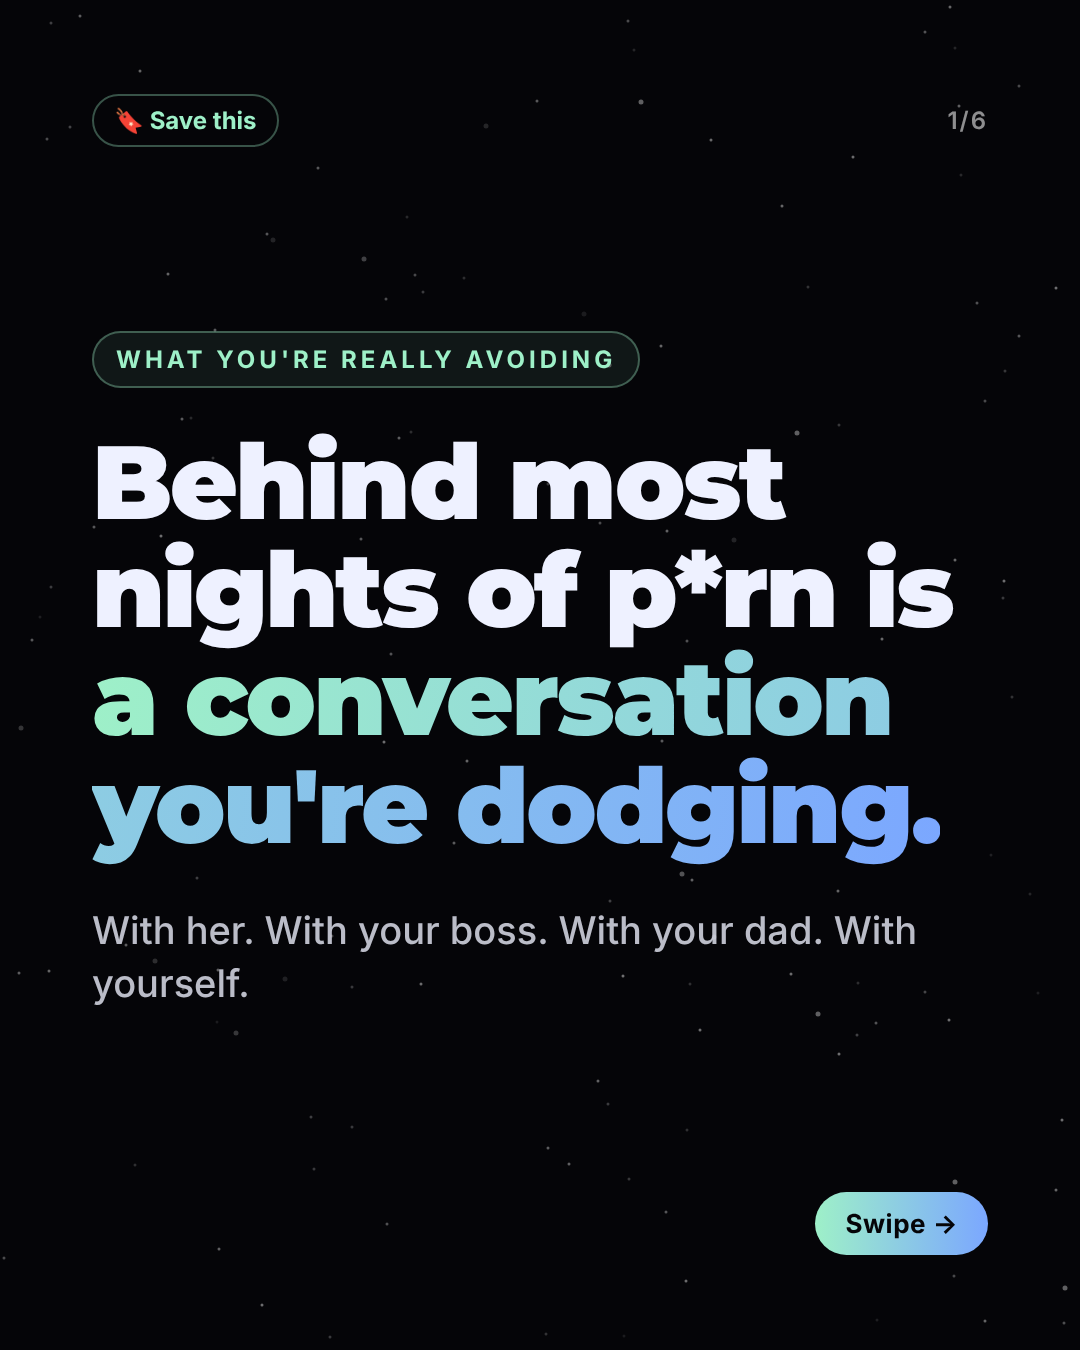 🔖 Save this
1/6
WHAT YOU'RE REALLY AVOIDING
Behind most
nights of p*rn is
a conversation
you're dodging.
With her. With your boss. With your dad. With
yourself.
Swipe →